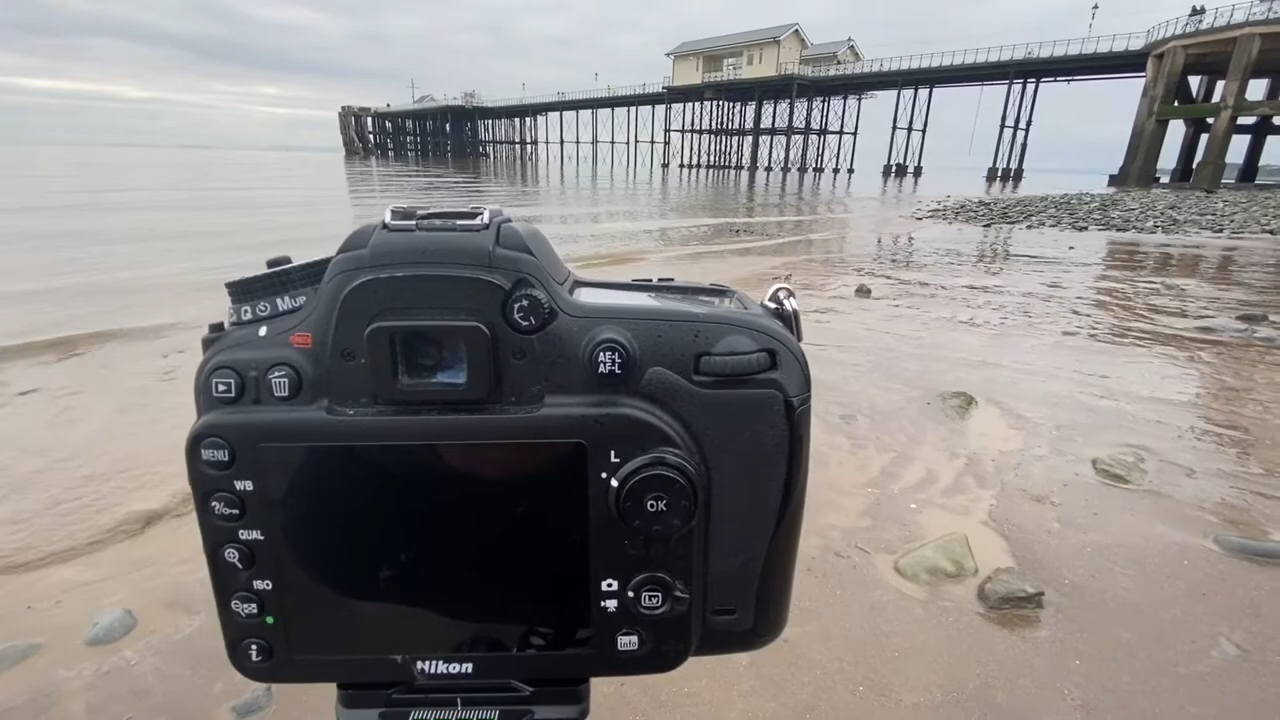 Q MUP
AE-L
AF-L
MENU
WB
?/
QUAL
ISO
i
L
OK
Lv
info
Nikon